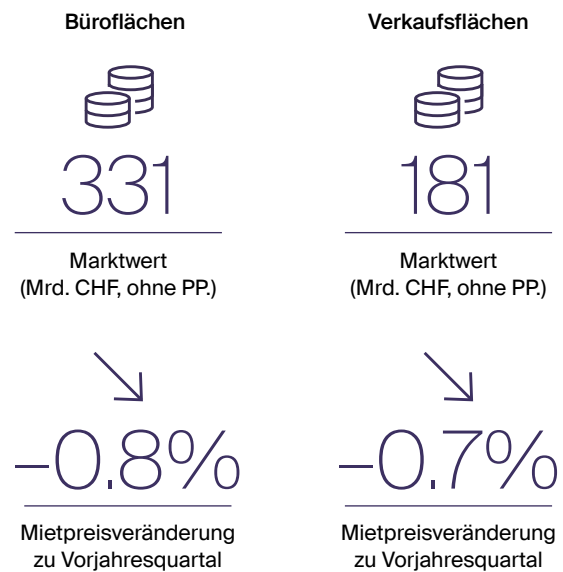 Büroflächen
331
Marktwert
(Mrd. CHF, ohne PP.)
–0.8%
Mietpreisveränderung
zu Vorjahresquartal
Verkaufsflächen
181
Marktwert
(Mrd. CHF, ohne PP.)
–0.7%
Mietpreisveränderung
zu Vorjahresquartal